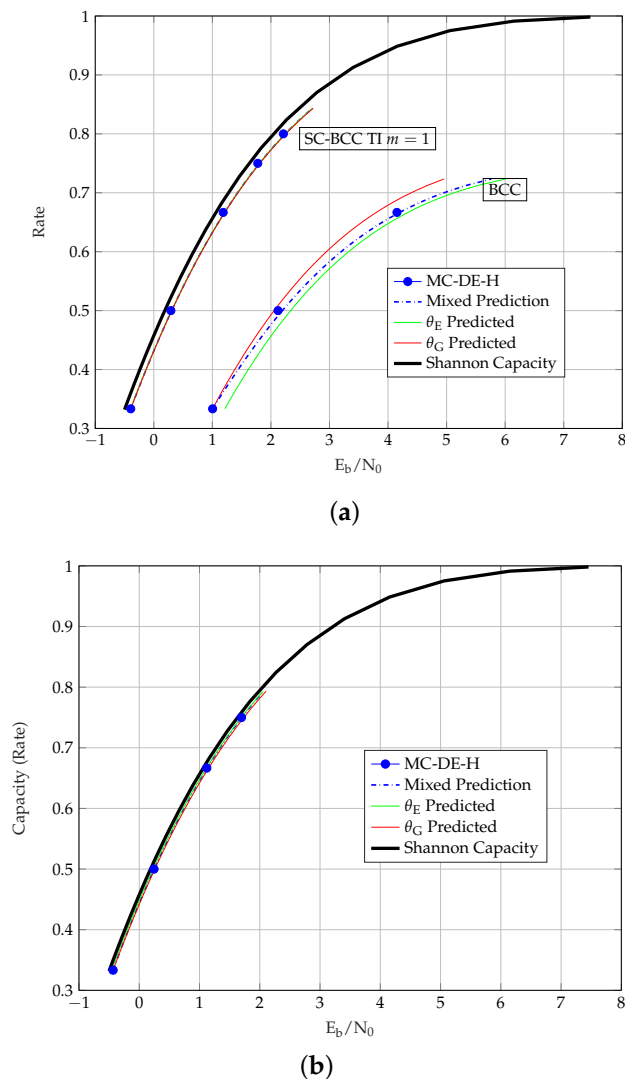 1
0.9
0.8
0.7
0.6
0.5
0.4
0.3
Rate
SC-BCC TI m = 1
BCC
MC-DE-H
Mixed Prediction
θE Predicted
θG Predicted
Shannon Capacity
−1 0 1 2 3 4 5 6 7 8
Eb/N0
(a)
1
0.9
0.8
0.7
0.6
0.5
0.4
0.3
Capacity (Rate)
MC-DE-H
Mixed Prediction
θE Predicted
θG Predicted
Shannon Capacity
−1 0 1 2 3 4 5 6 7 8
Eb/N0
(b)